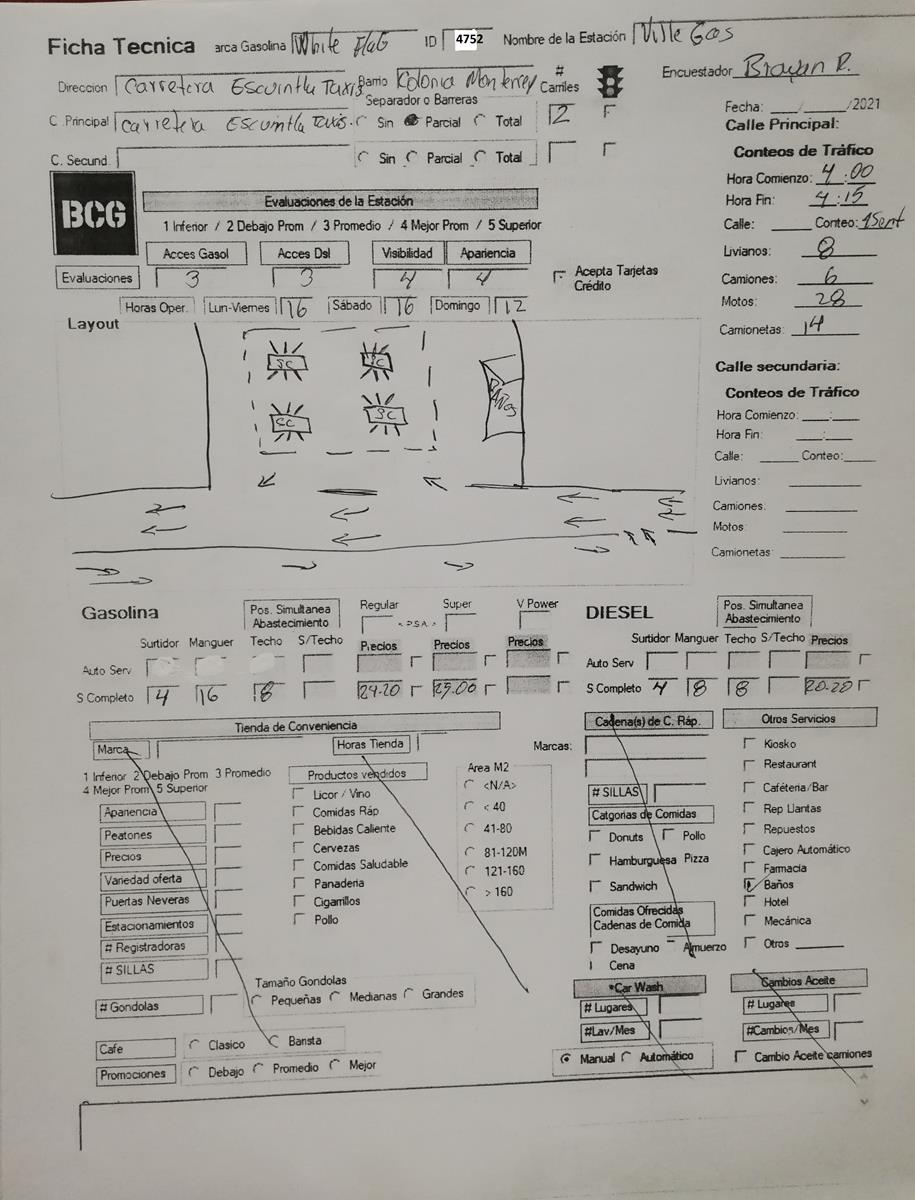 Ficha Tecnica arca Gasolina White Flag ID 4752 Nombre de la Estación Ville Gas
Direccion Carretera Escuintla Taxis Barrio Colonia Monterrey # Carriles Encuestador Brayan R.
Separador o Barreras
C. Principal Carretera Escuintla Taxis. Sin Parcial Total 2 Fecha: __/__/2021
Calle Principal:
C. Secund. Sin Parcial Total
Conteos de Tráfico
BCG
Evaluaciones de la Estación
Hora Comienzo: 4:00
1 Inferior / 2 Debajo Prom / 3 Promedio / 4 Mejor Prom / 5 Superior
Hora Fin: 4:15
Calle: ____ Conteo: 1Sent
Acces Gasol Acces Dsl Visibilidad Apariencia
Livianos: 8
Evaluaciones 3 3 4 4 Acepta Tarjetas Crédito
Camiones: 6
Horas Oper. Lun-Viernes 16 Sábado 16 Domingo 12
Motos: 28
Camionetas: 14
Layout
SC SC
SC SC
BAÑOS
Calle secundaria:
Conteos de Tráfico
Hora Comienzo: __:__
Hora Fin: __:__
Calle: ____ Conteo:____
Livianos:
Camiones:
Motos:
Camionetas:
Gasolina Pos. Simultanea Abastecimiento Regular < P.S.A. > Super V Power
Surtidor Manguer Techo S/Techo Precios Precios Precios
Auto Serv
S Completo 4 16 8 24.20 25.00
DIESEL Pos. Simultanea Abastecimiento
Surtidor Manguer Techo S/Techo Precios
Auto Serv
S Completo 4 8 8 20.20
Tienda de Conveniencia
Marca Horas Tienda
1 Inferior 2 Debajo Prom 3 Promedio
4 Mejor Prom 5 Superior
Apariencia
Peatones
Precios
Variedad oferta
Puertas Neveras
Estacionamientos
# Registradoras
# SILLAS
# Gondolas
Productos vendidos
Licor / Vino
Comidas Ráp
Bebidas Caliente
Cervezas
Comidas Saludable
Panaderia
Cigarrillos
Pollo
Area M2
<N/A>
< 40
41-80
81-120M
121-160
> 160
Tamaño Gondolas
Pequeñas Medianas Grandes
Cafe Clasico Barista
Promociones Debajo Promedio Mejor
Cadena(s) de C. Ráp.
Marcas:
# SILLAS
Catgorias de Comidas
Donuts Pollo
Hamburguesa Pizza
Sandwich
Comidas Ofrecidas
Cadenas de Comida
Desayuno Almuerzo
Cena
*Car Wash
# Lugares
#Lav/Mes
Manual Automático
Otros Servicios
Kiosko
Restaurant
Caféteria/Bar
Rep Llantas
Repuestos
Cajero Automático
Farmacia
Baños
Hotel
Mecánica
Otros
Cambios Aceite
# Lugares
#Cambios/Mes
Cambio Aceite camiones